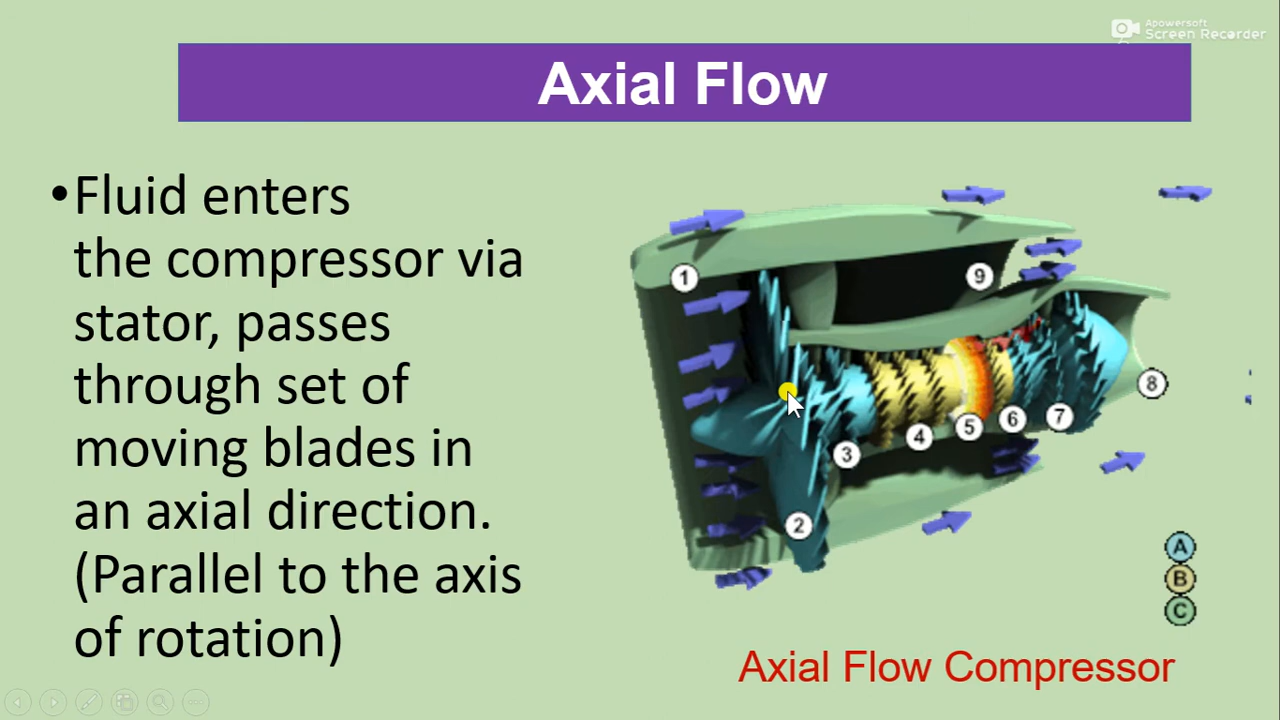 Apowersoft
Screen Recorder
Axial Flow
•Fluid enters
the compressor via
stator, passes
through set of
moving blades in
an axial direction.
(Parallel to the axis
of rotation)
1
9
8
7
6
5
4
3
2
A
B
C
Axial Flow Compressor